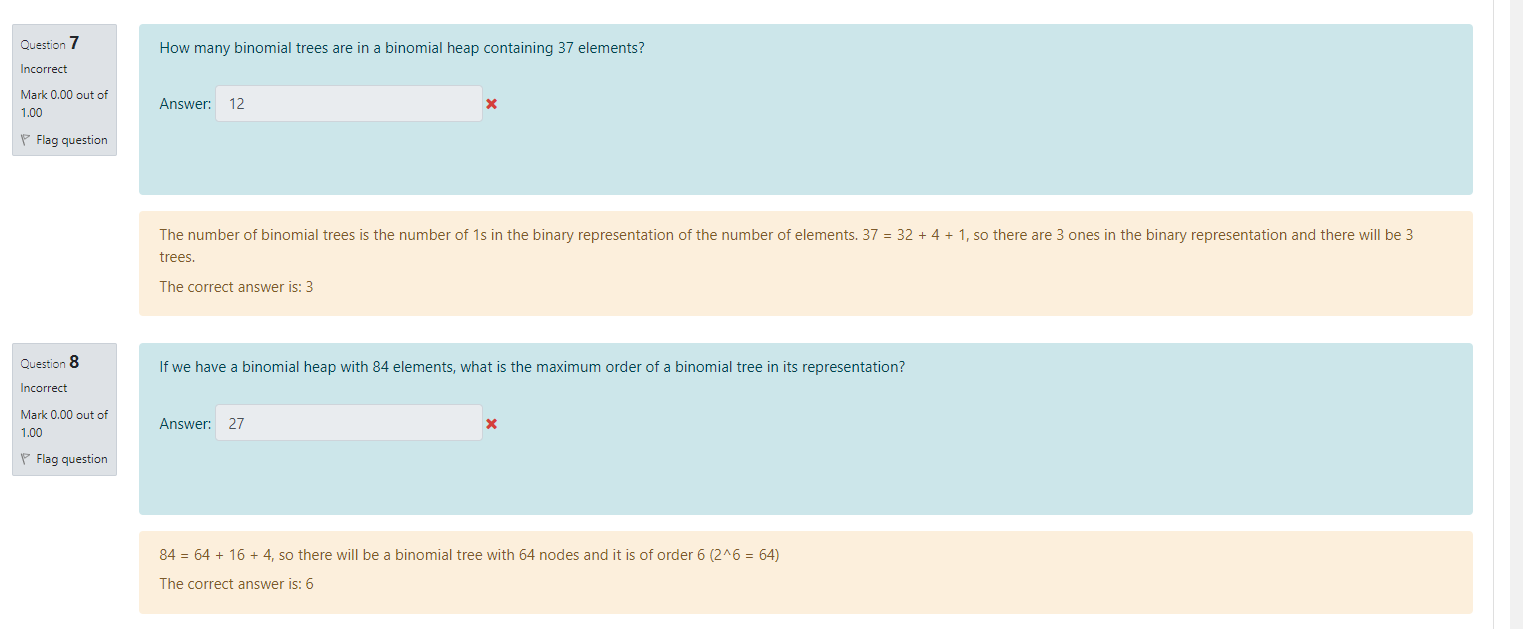 Question 7
Incorrect
Mark 0.00 out of
1.00
Flag question
How many binomial trees are in a binomial heap containing 37 elements?
Answer: 12
The number of binomial trees is the number of 1s in the binary representation of the number of elements. 37 = 32 + 4 + 1, so there are 3 ones in the binary representation and there will be 3
trees.
The correct answer is: 3
Question 8
Incorrect
Mark 0.00 out of
1.00
Flag question
If we have a binomial heap with 84 elements, what is the maximum order of a binomial tree in its representation?
Answer: 27
84 = 64 + 16 + 4, so there will be a binomial tree with 64 nodes and it is of order 6 (2^6 = 64)
The correct answer is: 6